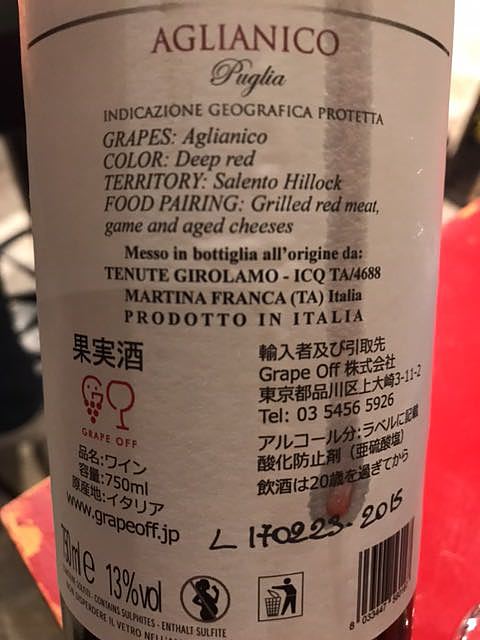 AGLIANICO
Puglia
INDICAZIONE GEOGRAFICA PROTETTA
GRAPES: Aglianico
COLOR: Deep red
TERRITORY: Salento Hillock
FOOD PAIRING: Grilled red meat,
game and aged cheeses
Messo in bottiglia all'origine da:
TENUTE GIROLAMO - ICQ TA/4688
MARTINA FRANCA (TA) Italia
PRODOTTO IN ITALIA
果実酒
GRAPE OFF
品名:ワイン
容量:750ml
原産地:イタリア
www.grapeoff.jp
輸入者及び引取先
Grape Off 株式会社
東京都品川区上大崎3-11-2
Tel: 03 5456 5926
アルコール分:ラベルに記載
酸化防止剤(亜硫酸塩)
飲酒は20歳を過ぎてから
L 170223-2015
750ml e 13%vol
CONTAINS SULPHITES - ENTHALT SULFITE
DISPERDERE IL VETRO